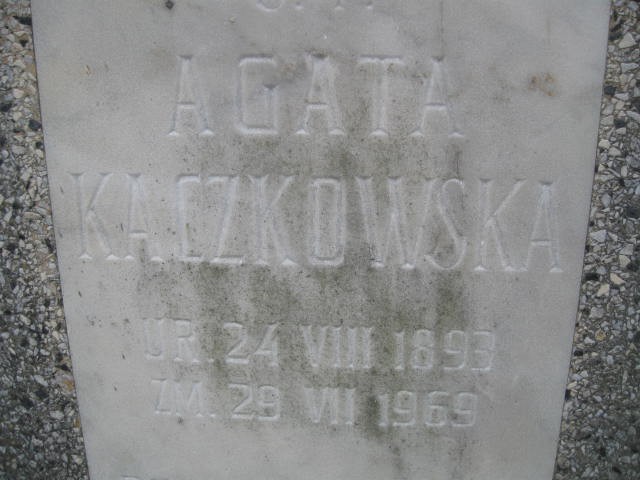 AGATA
KACZKOWSKA
UR. 24 VIII 1893
ZM. 29 VII 1969